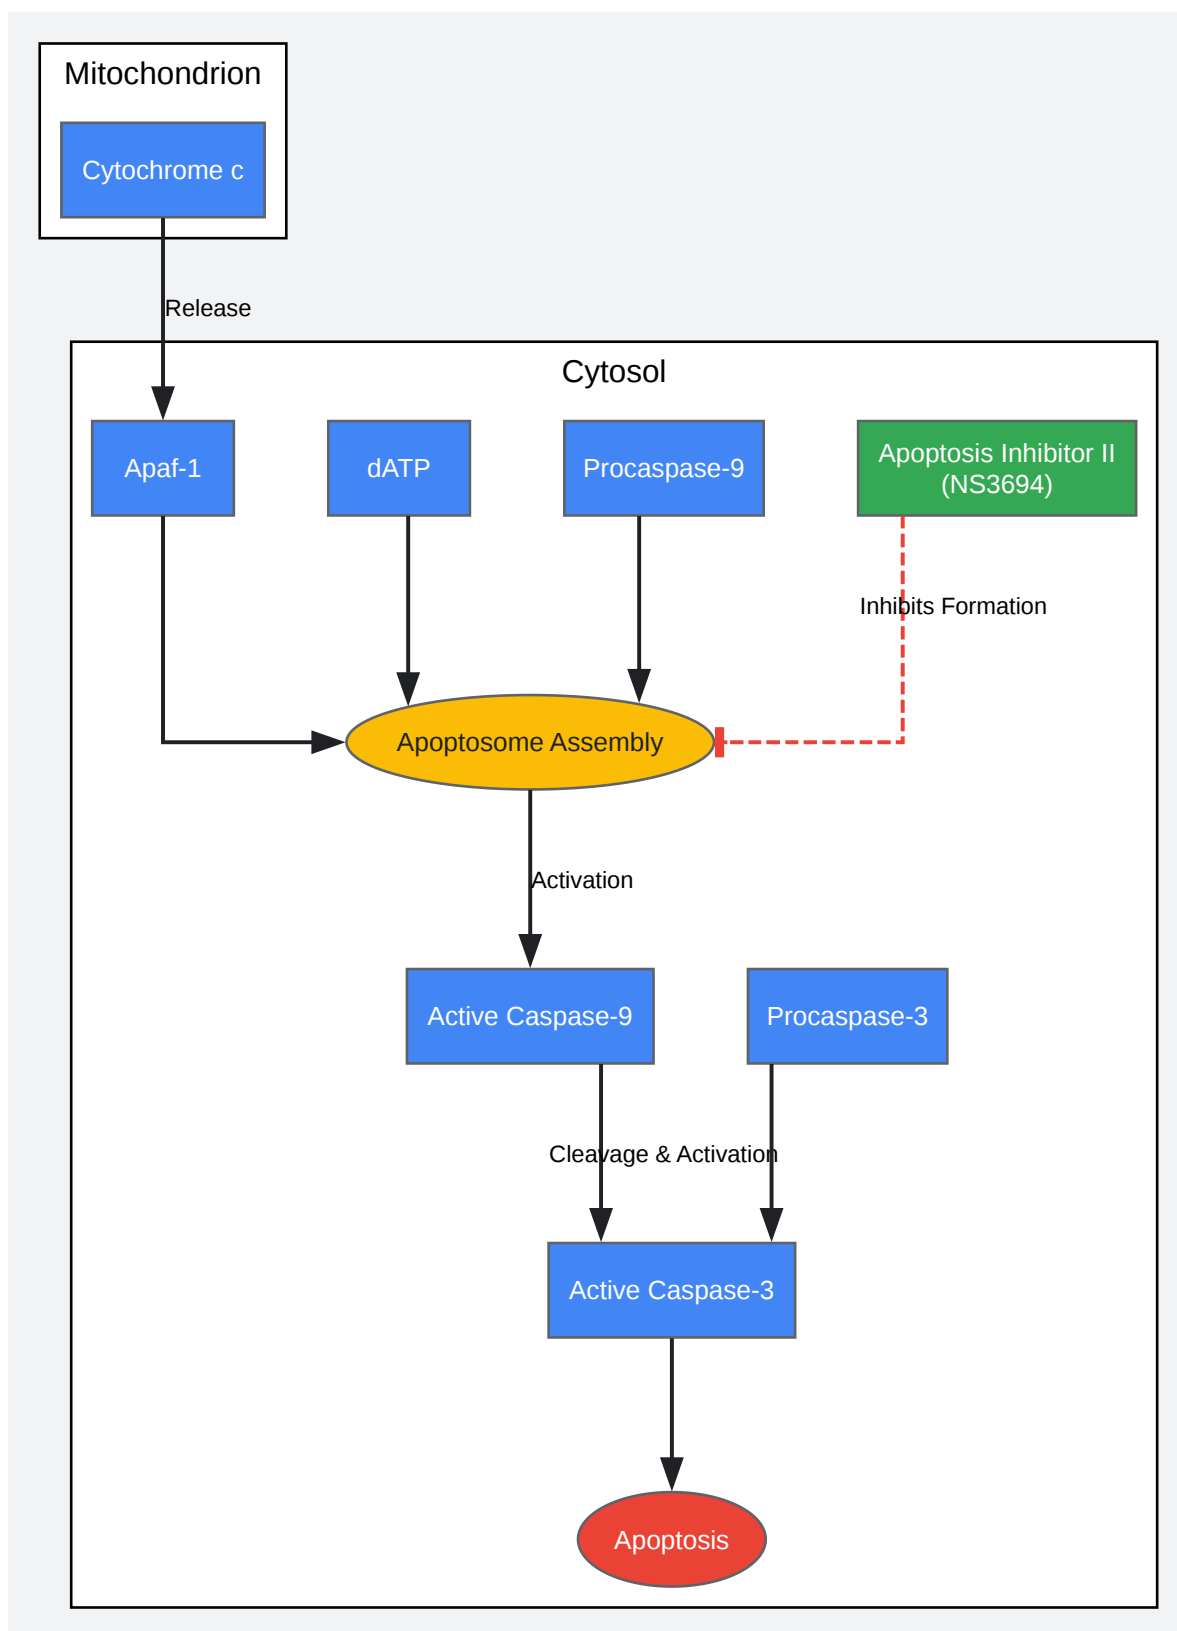 Mitochondrion
Cytochrome c
Release
Cytosol
Apaf-1
dATP
Procaspase-9
Apoptosis Inhibitor II
(NS3694)
Inhibits Formation
Apoptosome Assembly
Activation
Active Caspase-9
Procaspase-3
Cleavage & Activation
Active Caspase-3
Apoptosis